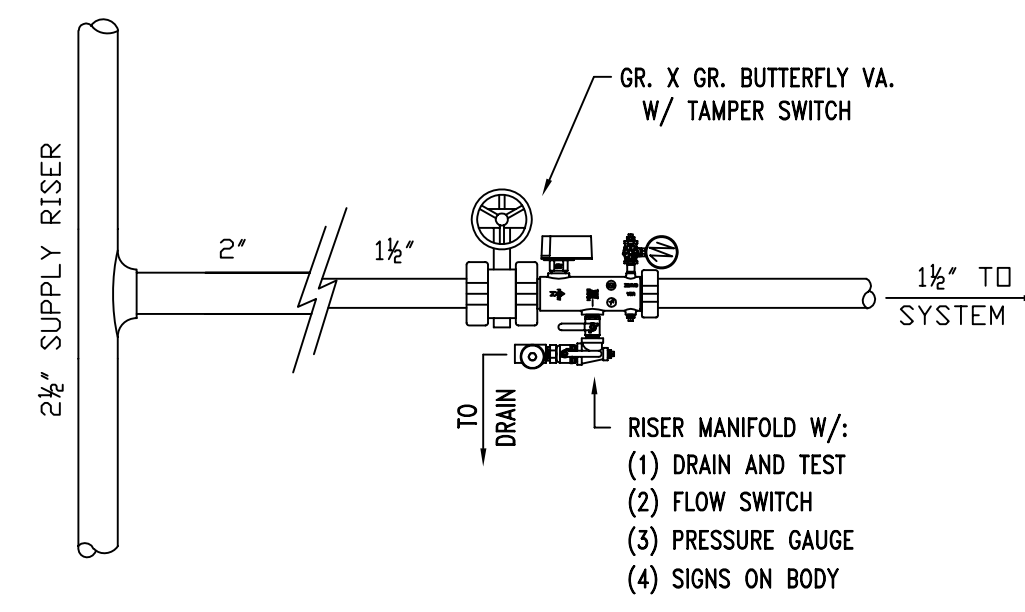 GR. X GR. BUTTERFLY VA.
W/ TAMPER SWITCH
2½" SUPPLY RISER
2"
1½"
1½" TO
SYSTEM
TO
DRAIN
RISER MANIFOLD W/:
(1) DRAIN AND TEST
(2) FLOW SWITCH
(3) PRESSURE GAUGE
(4) SIGNS ON BODY